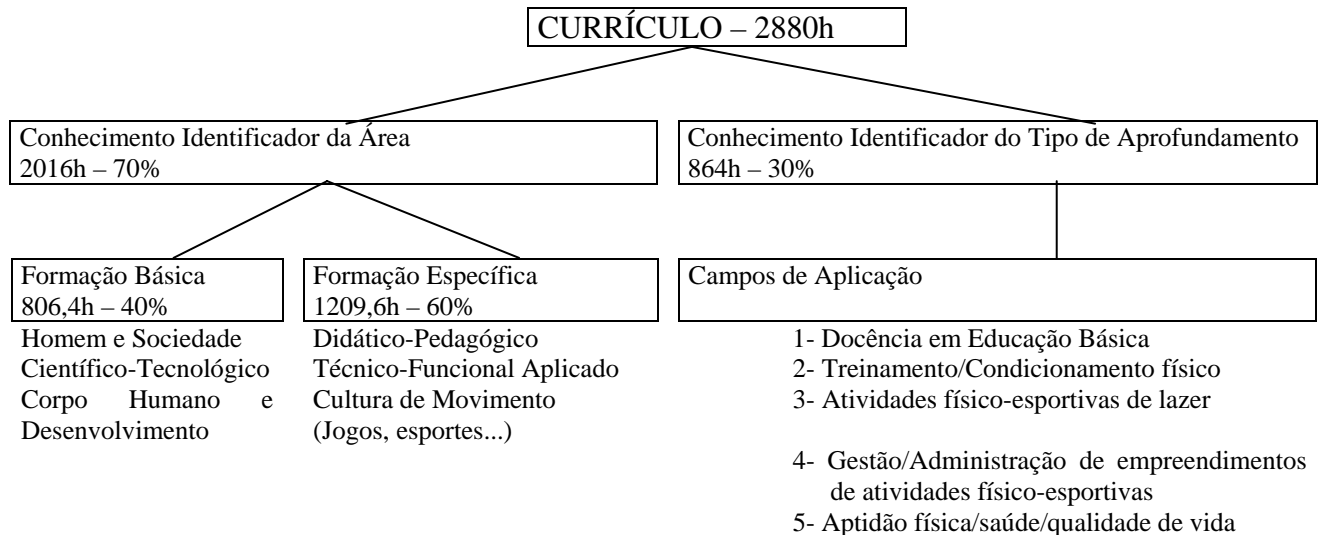 CURRÍCULO – 2880h
Conhecimento Identificador da Área
2016h – 70%
Conhecimento Identificador do Tipo de Aprofundamento
864h – 30%
Formação Básica
806,4h – 40%
Homem e Sociedade
Científico-Tecnológico
Corpo Humano e
Desenvolvimento
Formação Específica
1209,6h – 60%
Didático-Pedagógico
Técnico-Funcional Aplicado
Cultura de Movimento
(Jogos, esportes...)
Campos de Aplicação
1- Docência em Educação Básica
2- Treinamento/Condicionamento físico
3- Atividades físico-esportivas de lazer
4- Gestão/Administração de empreendimentos
de atividades físico-esportivas
5- Aptidão física/saúde/qualidade de vida